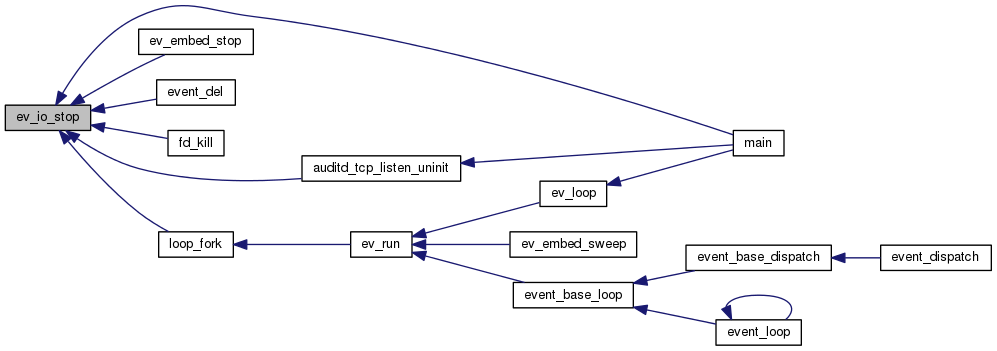 ev_embed_stop
event_del
ev_io_stop
fd_kill
main
auditd_tcp_listen_uninit
ev_loop
loop_fork
ev_run
ev_embed_sweep
event_base_dispatch
event_dispatch
event_base_loop
event_loop